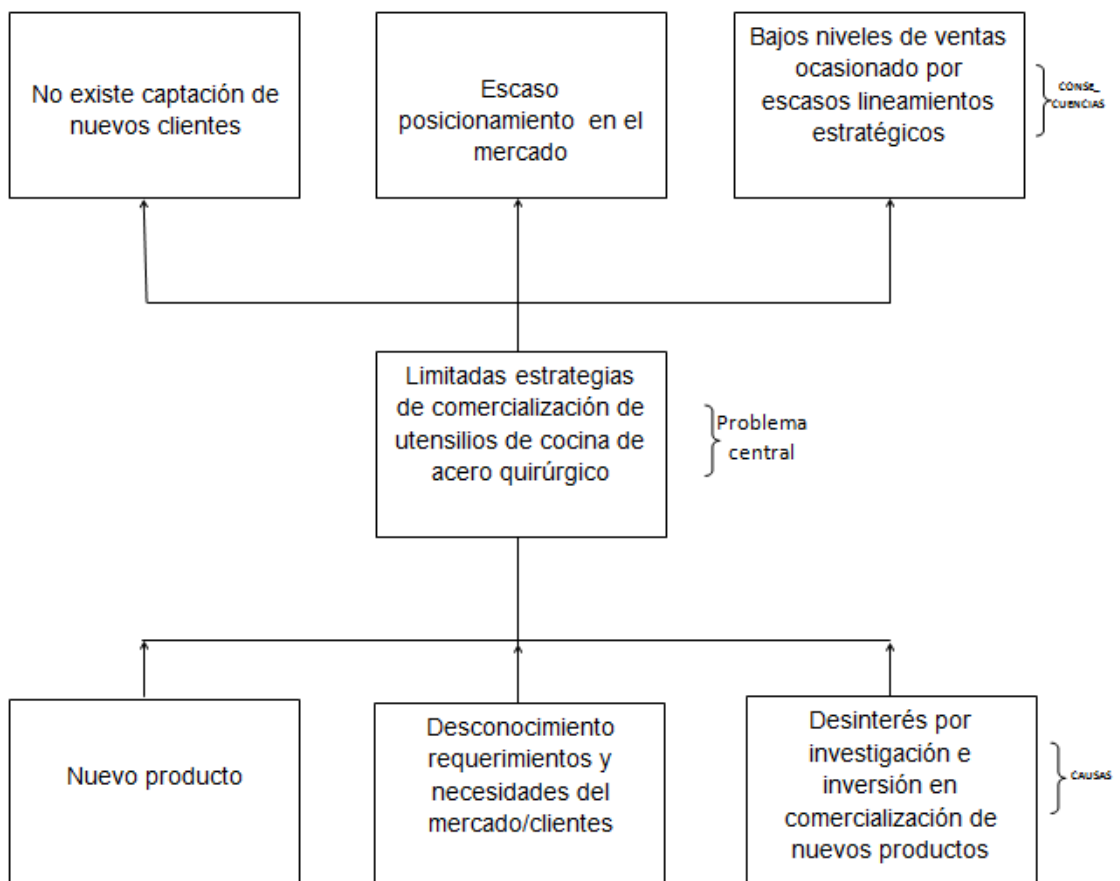 No existe captación de
nuevos clientes
Escaso
posicionamiento en el
mercado
Bajos niveles de ventas
ocasionado por
escasos lineamientos
estratégicos
CONSE_
CUENCIAS
Limitadas estrategias
de comercialización de
utensilios de cocina de
acero quirúrgico
Problema
central
Nuevo producto
Desconocimiento
requerimientos y
necesidades del
mercado/clientes
Desinterés por
investigación e
inversión en
comercialización de
nuevos productos
CAUSAS